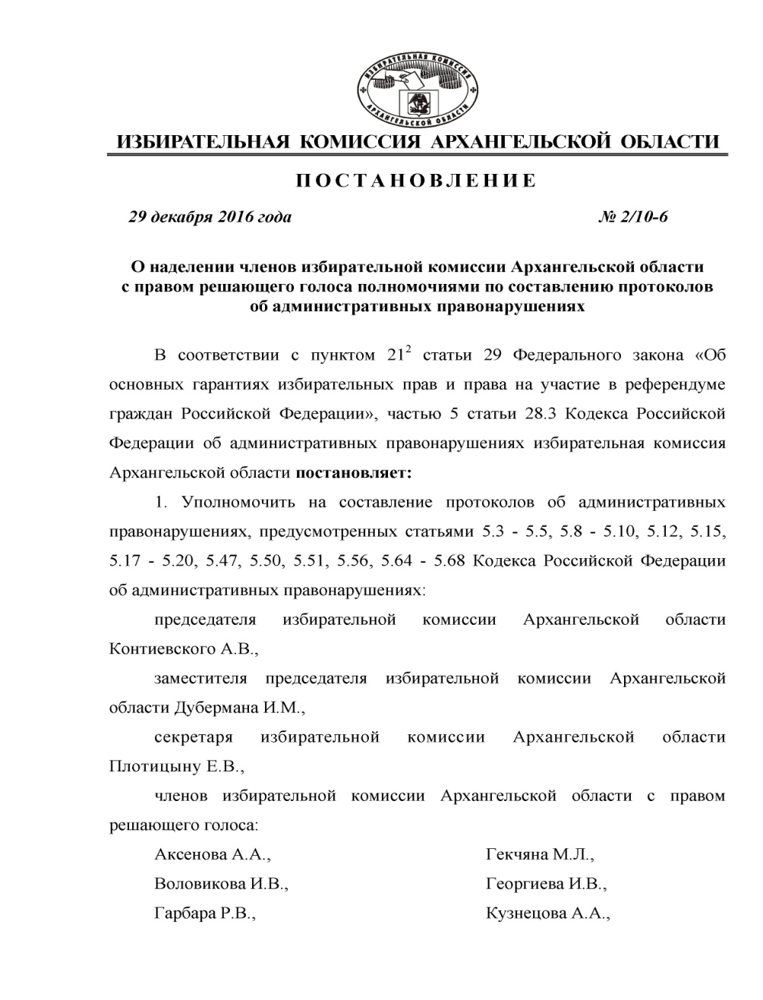 ИЗБИРАТЕЛЬНАЯ КОМИССИЯ
АРХАНГЕЛЬСКОЙ ОБЛАСТИ
ИЗБИРАТЕЛЬНАЯ КОМИССИЯ АРХАНГЕЛЬСКОЙ ОБЛАСТИ
ПОСТАНОВЛЕНИЕ
29 декабря 2016 года № 2/10-6
О наделении членов избирательной комиссии Архангельской области
с правом решающего голоса полномочиями по составлению протоколов
об административных правонарушениях
В соответствии с пунктом 21² статьи 29 Федерального закона «Об
основных гарантиях избирательных прав и права на участие в референдуме
граждан Российской Федерации», частью 5 статьи 28.3 Кодекса Российской
Федерации об административных правонарушениях избирательная комиссия
Архангельской области постановляет:
1. Уполномочить на составление протоколов об административных
правонарушениях, предусмотренных статьями 5.3 - 5.5, 5.8 - 5.10, 5.12, 5.15,
5.17 - 5.20, 5.47, 5.50, 5.51, 5.56, 5.64 - 5.68 Кодекса Российской Федерации
об административных правонарушениях:
председателя избирательной комиссии Архангельской области
Контиевского А.В.,
заместителя председателя избирательной комиссии Архангельской
области Дубермана И.М.,
секретаря избирательной комиссии Архангельской области
Плотицыну Е.В.,
членов избирательной комиссии Архангельской области с правом
решающего голоса:
Аксенова А.А., Гекчяна М.Л.,
Воловикова И.В., Георгиева И.В.,
Гарбара Р.В., Кузнецова А.А.,